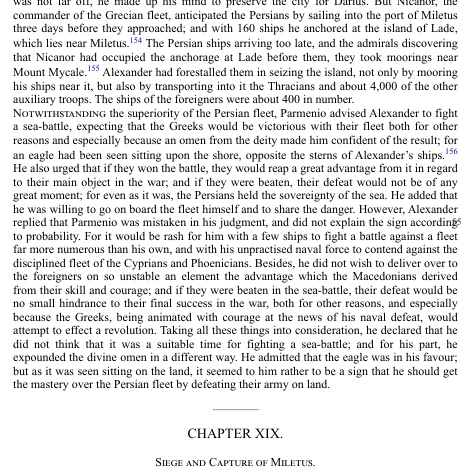 was not far off, he made up his mind to preserve the city for Darius. But Nicanor, the
commander of the Grecian fleet, anticipated the Persians by sailing into the port of Miletus
three days before they approached; and with 160 ships he anchored at the island of Lade,
which lies near Miletus.154 The Persian ships arriving too late, and the admirals discovering
that Nicanor had occupied the anchorage at Lade before them, they took moorings near
Mount Mycale.155 Alexander had forestalled them in seizing the island, not only by mooring
his ships near it, but also by transporting into it the Thracians and about 4,000 of the other
auxiliary troops. The ships of the foreigners were about 400 in number.
NOTWITHSTANDING the superiority of the Persian fleet, Parmenio advised Alexander to fight
a sea-battle, expecting that the Greeks would be victorious with their fleet both for other
reasons and especially because an omen from the deity made him confident of the result; for
an eagle had been seen sitting upon the shore, opposite the sterns of Alexander's ships.156
He also urged that if they won the battle, they would reap a great advantage from it in regard
to their main object in the war; and if they were beaten, their defeat would not be of any
great moment; for even as it was, the Persians held the sovereignty of the sea. He added that
he was willing to go on board the fleet himself and to share the danger. However, Alexander
replied that Parmenio was mistaken in his judgment, and did not explain the sign according
to probability. For it would be rash for him with a few ships to fight a battle against a fleet
far more numerous than his own, and with his unpractised naval force to contend against the
disciplined fleet of the Cyprians and Phoenicians. Besides, he did not wish to deliver over to
the foreigners on so unstable an element the advantage which the Macedonians derived
from their skill and courage; and if they were beaten in the sea-battle, their defeat would be
no small hindrance to their final success in the war, both for other reasons, and especially
because the Greeks, being animated with courage at the news of his naval defeat, would
attempt to effect a revolution. Taking all these things into consideration, he declared that he
did not think that it was a suitable time for fighting a sea-battle; and for his part, he
expounded the divine omen in a different way. He admitted that the eagle was in his favour;
but as it was seen sitting on the land, it seemed to him rather to be a sign that he should get
the mastery over the Persian fleet by defeating their army on land.
CHAPTER XIX.
SIEGE AND CAPTURE OF MILETUS.